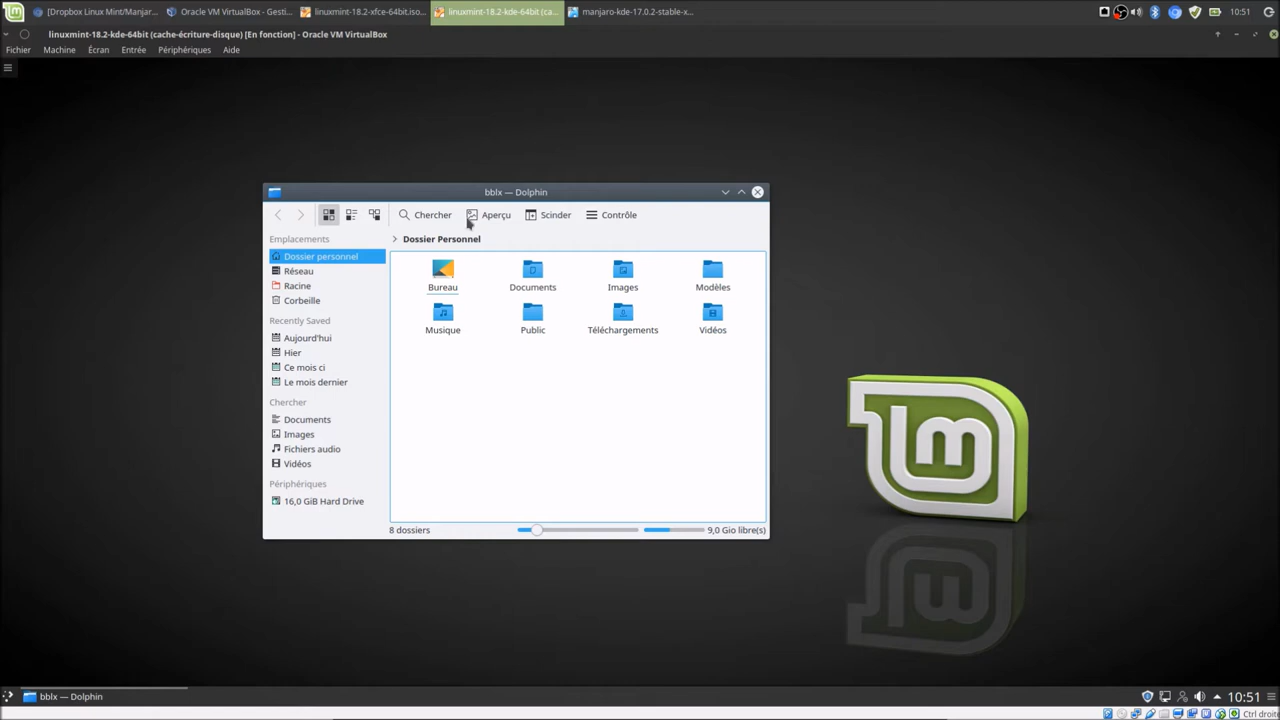 [Dropbox Linux Mint/Manjar...
Oracle VM VirtualBox - Gesti...
linuxmint-18.2-xfce-64bit.iso...
linuxmint-18.2-kde-64bit (ca...
manjaro-kde-17.0.2-stable-x...
10:51
linuxmint-18.2-kde-64bit (cache-écriture-disque) [En fonction] - Oracle VM VirtualBox
Fichier Machine Écran Entrée Périphériques Aide
bblx — Dolphin
Chercher Aperçu Scinder Contrôle
Emplacements
Dossier personnel
Réseau
Racine
Corbeille
Recently Saved
Aujourd'hui
Hier
Ce mois ci
Le mois dernier
Chercher
Documents
Images
Fichiers audio
Vidéos
Périphériques
16,0 GiB Hard Drive
Dossier Personnel
Bureau Documents Images Modèles
Musique Public Téléchargements Vidéos
8 dossiers
9,0 Gio libre(s)
lm
bblx — Dolphin
10:51
Ctrl droite